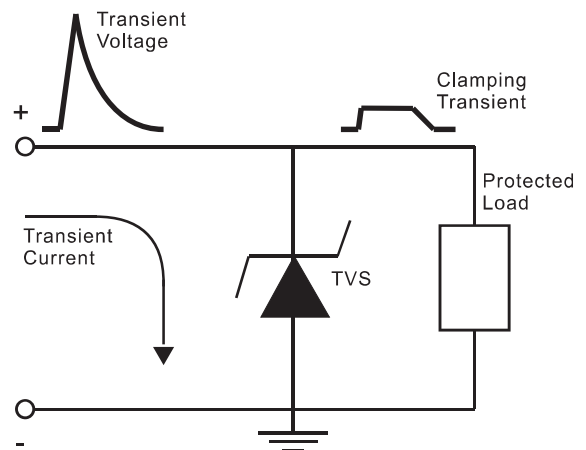 Transient
Voltage
Clamping
Transient
+
Protected
Load
Transient
Current
TVS
-